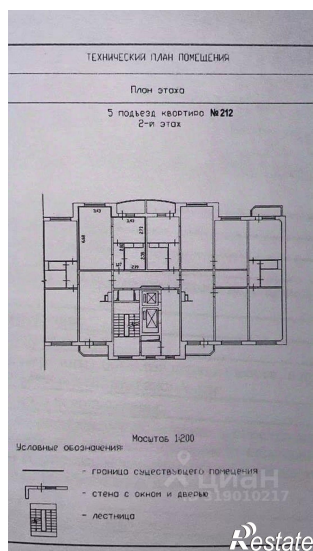 ТЕХНИЧЕСКИЙ ПЛАН ПОМЕЩЕНИЯ
План этажа
5 подъезд квартира №212
2-й этаж
Масштаб 1:200
Условные обозначения:
- граница существующего помещения
- стена с окном и дверью
- лестница
циан
Restate